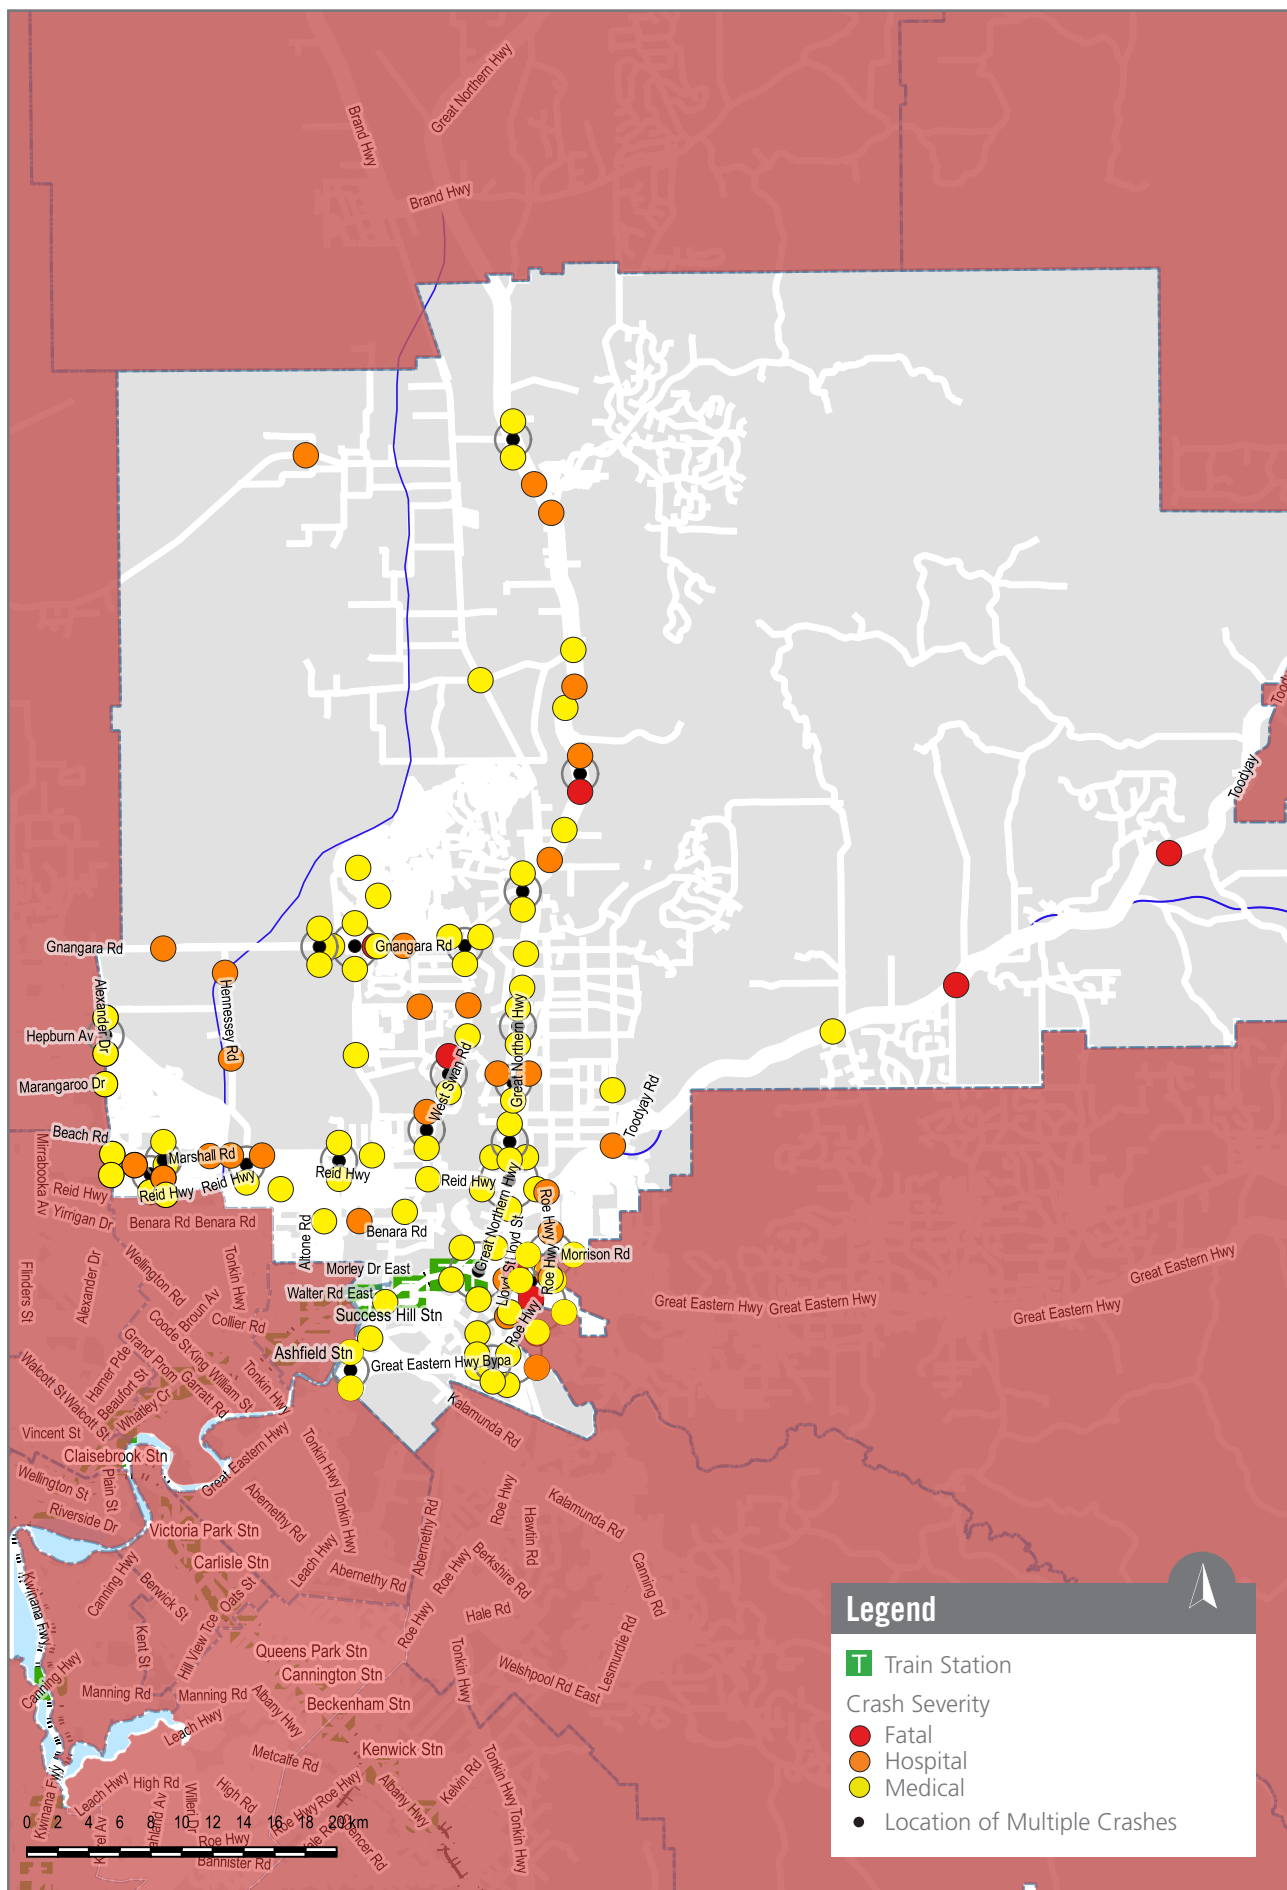 Great Northern Hwy
Brand Hwy
Brand Hwy
Toodyay
Gnangara Rd
Gnangara Rd
Alexander Dr
Hennessey Rd
Hepburn Av
Great Northern Hwy
West Swan Rd
Marangaroo Dr
Toodyay Rd
Beach Rd
Mirrabooka Av
Marshall Rd
Reid Hwy
Reid Hwy
Reid Hwy
Reid Hwy
Reid Hwy
Great Northern Hwy
Roe Hwy
Yirrigan Dr
Benara Rd
Benara Rd
Benara Rd
Altone Rd
Lloyd St
Morrison Rd
Flinders St
Alexander Dr
Wellington Rd
Tonkin Hwy
Morley Dr East
Roe Hwy
Great Eastern Hwy
Walter Rd East
Lloyd St
Great Eastern Hwy
Great Eastern Hwy
Great Eastern Hwy
Broun Av
Collier Rd
Success Hill Stn
Roe Hwy
Coode St
Ashfield Stn
Grand Prom
King William St
Hamer Pde
Walcott St
Beaufort St
Garratt Rd
Tonkin Hwy
Great Eastern Hwy Bypa
Walcott St
Whatley Cr
Vincent St
Kalamunda Rd
Claisebrook Stn
Great Eastern Hwy
Tonkin Hwy
Wellington St
Plain St
Tonkin Hwy
Abernethy Rd
Abernethy Rd
Roe Hwy
Kalamunda Rd
Riverside Dr
Victoria Park Stn
Hawtin Rd
Carlisle Stn
Leach Hwy
Abernethy Rd
Roe Hwy
Berkshire Rd
Canning Rd
Canning Hwy
Berwick St
Oats St
Kwinana Fwy
Hale Rd
Roe Hwy
Kent St
Hill View Tce
Queens Park Stn
Cannington Stn
Tonkin Hwy
Welshpool Rd East
Lesmurdie Rd
Canning Hwy
Manning Rd
Manning Rd
Albany Hwy
Beckenham Stn
Leach Hwy
Metcalfe Rd
Kenwick Stn
Tonkin Hwy
Tonkin Hwy
Kwinana Fwy
Leach Hwy
High Rd
High Rd
Roe Hwy
Roe Hwy
Albany Hwy
Kelvin Rd
Roe Hwy
Bannister Rd
0 2 4 6 8 10 12 14 16 18 20 km
Legend
T Train Station
Crash Severity
Fatal
Hospital
Medical
Location of Multiple Crashes